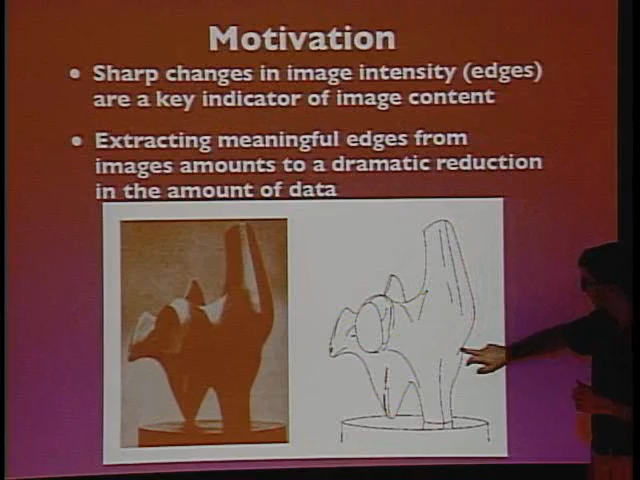 Motivation
• Sharp changes in image intensity (edges)
are a key indicator of image content
• Extracting meaningful edges from
images amounts to a dramatic reduction
in the amount of data